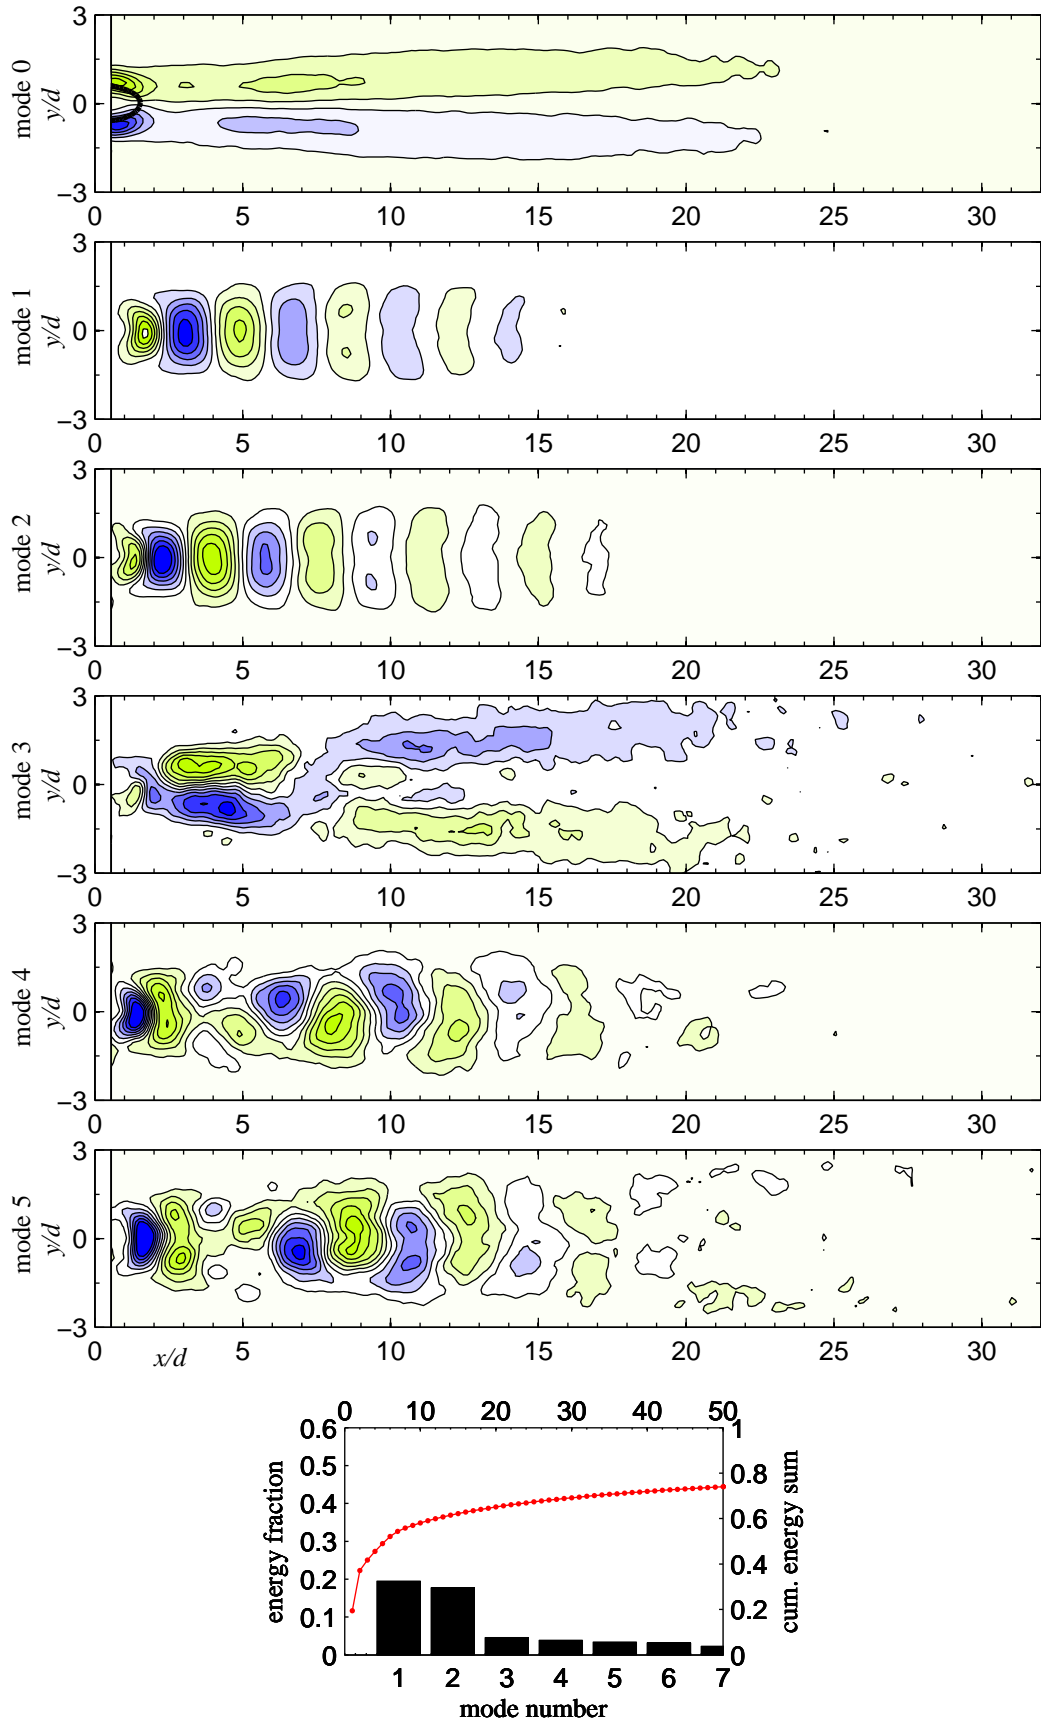 3
0
−3
mode 0
y/d
0 5 10 15 20 25 30
3
0
−3
mode 1
y/d
0 5 10 15 20 25 30
3
0
−3
mode 2
y/d
0 5 10 15 20 25 30
3
0
−3
mode 3
y/d
0 5 10 15 20 25 30
3
0
−3
mode 4
y/d
0 5 10 15 20 25 30
3
0
−3
mode 5
y/d
0 5 10 15 20 25 30
x/d
0 10 20 30 40 50
0.6
0.5
0.4
0.3
0.2
0.1
0
energy fraction
1
0.8
0.6
0.4
0.2
0
cum. energy sum
1 2 3 4 5 6 7
mode number